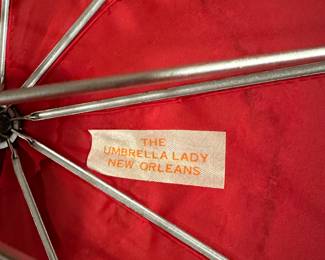 THE
UMBRELLA LADY
NEW ORLEANS